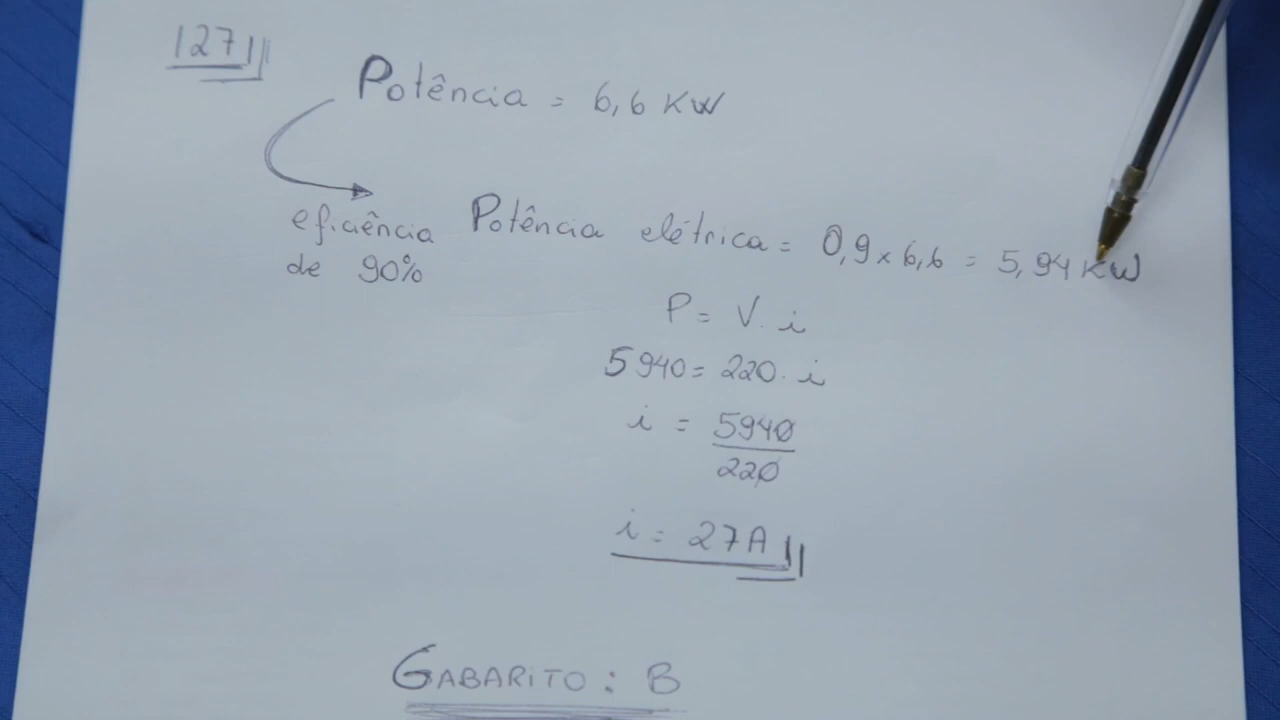 127
Potência = 6,6 KW
eficiência Potência elétrica = 0,9 x 6,6 = 5,94 KW
de 90%
P = V. i
5940 = 220. i
i = 5940
220
i = 27A
GABARITO: B